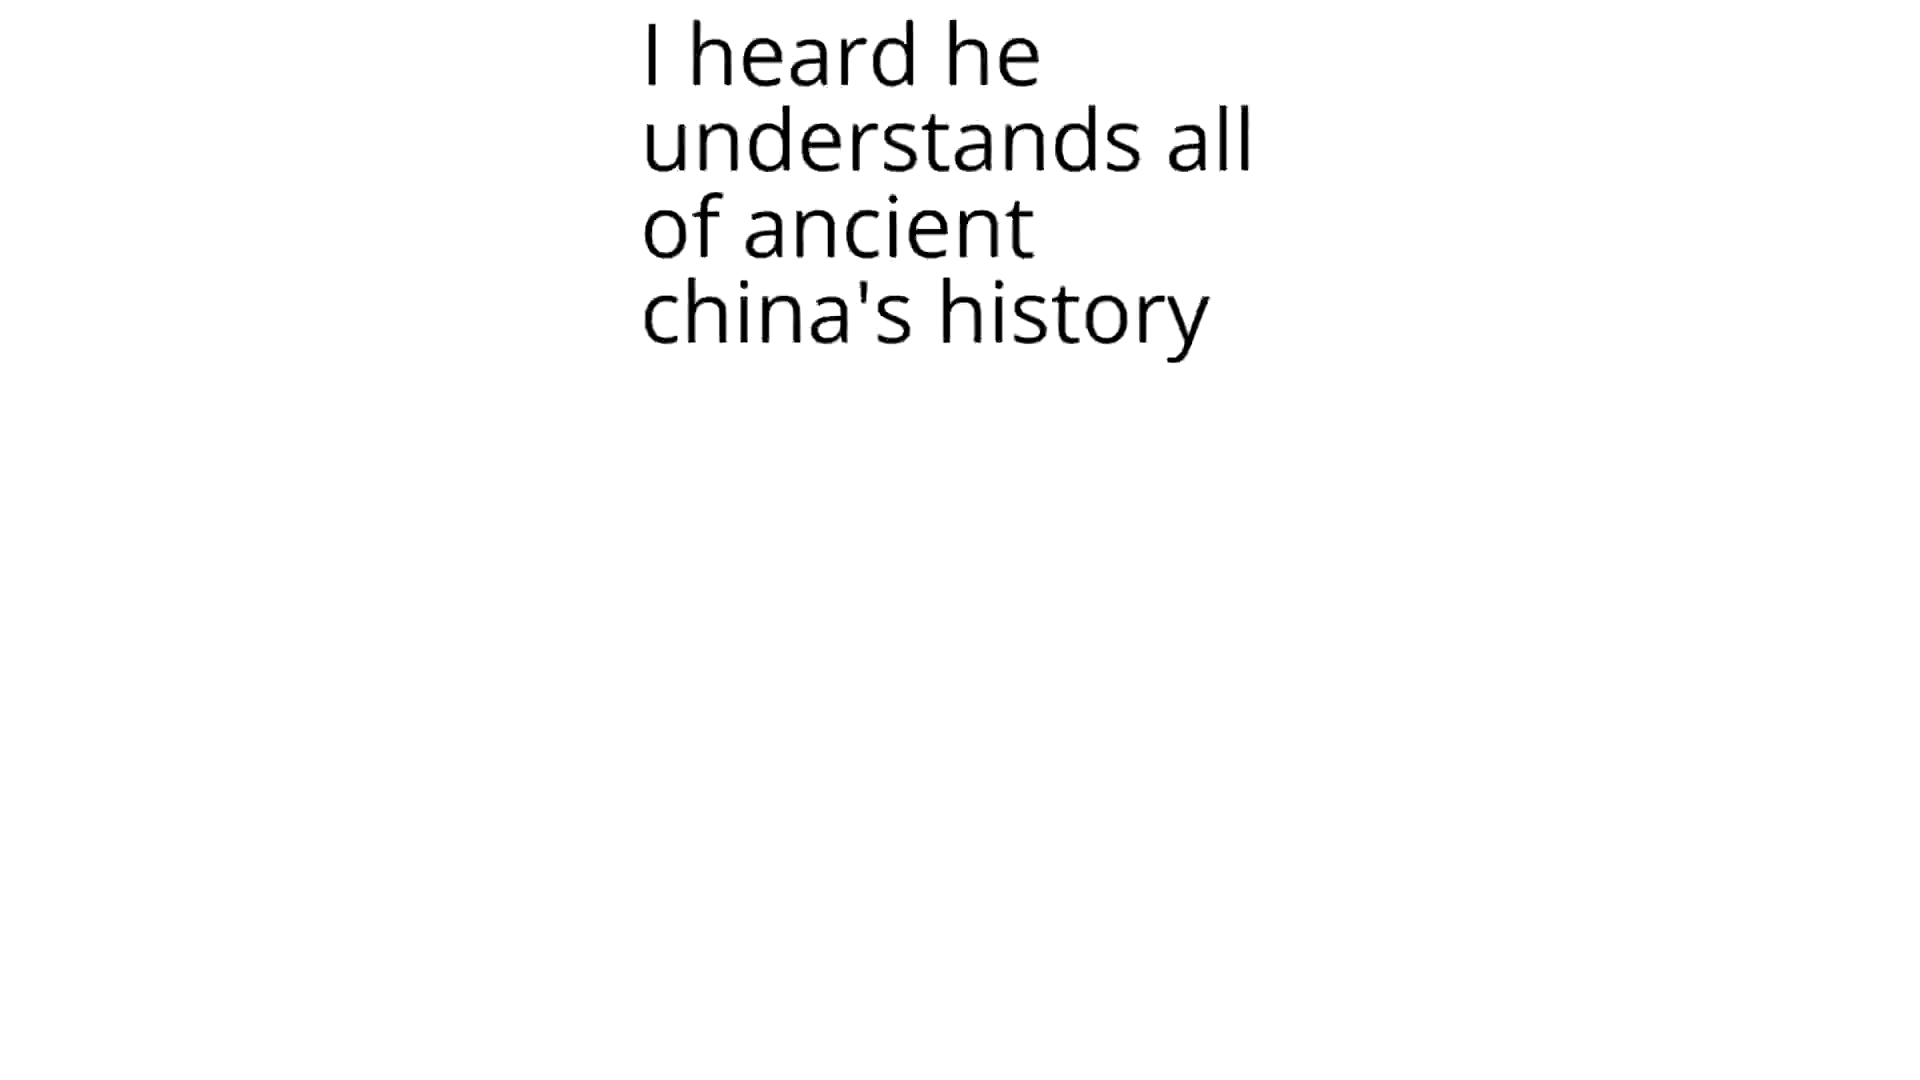 I heard he
understands all
of ancient
china's history